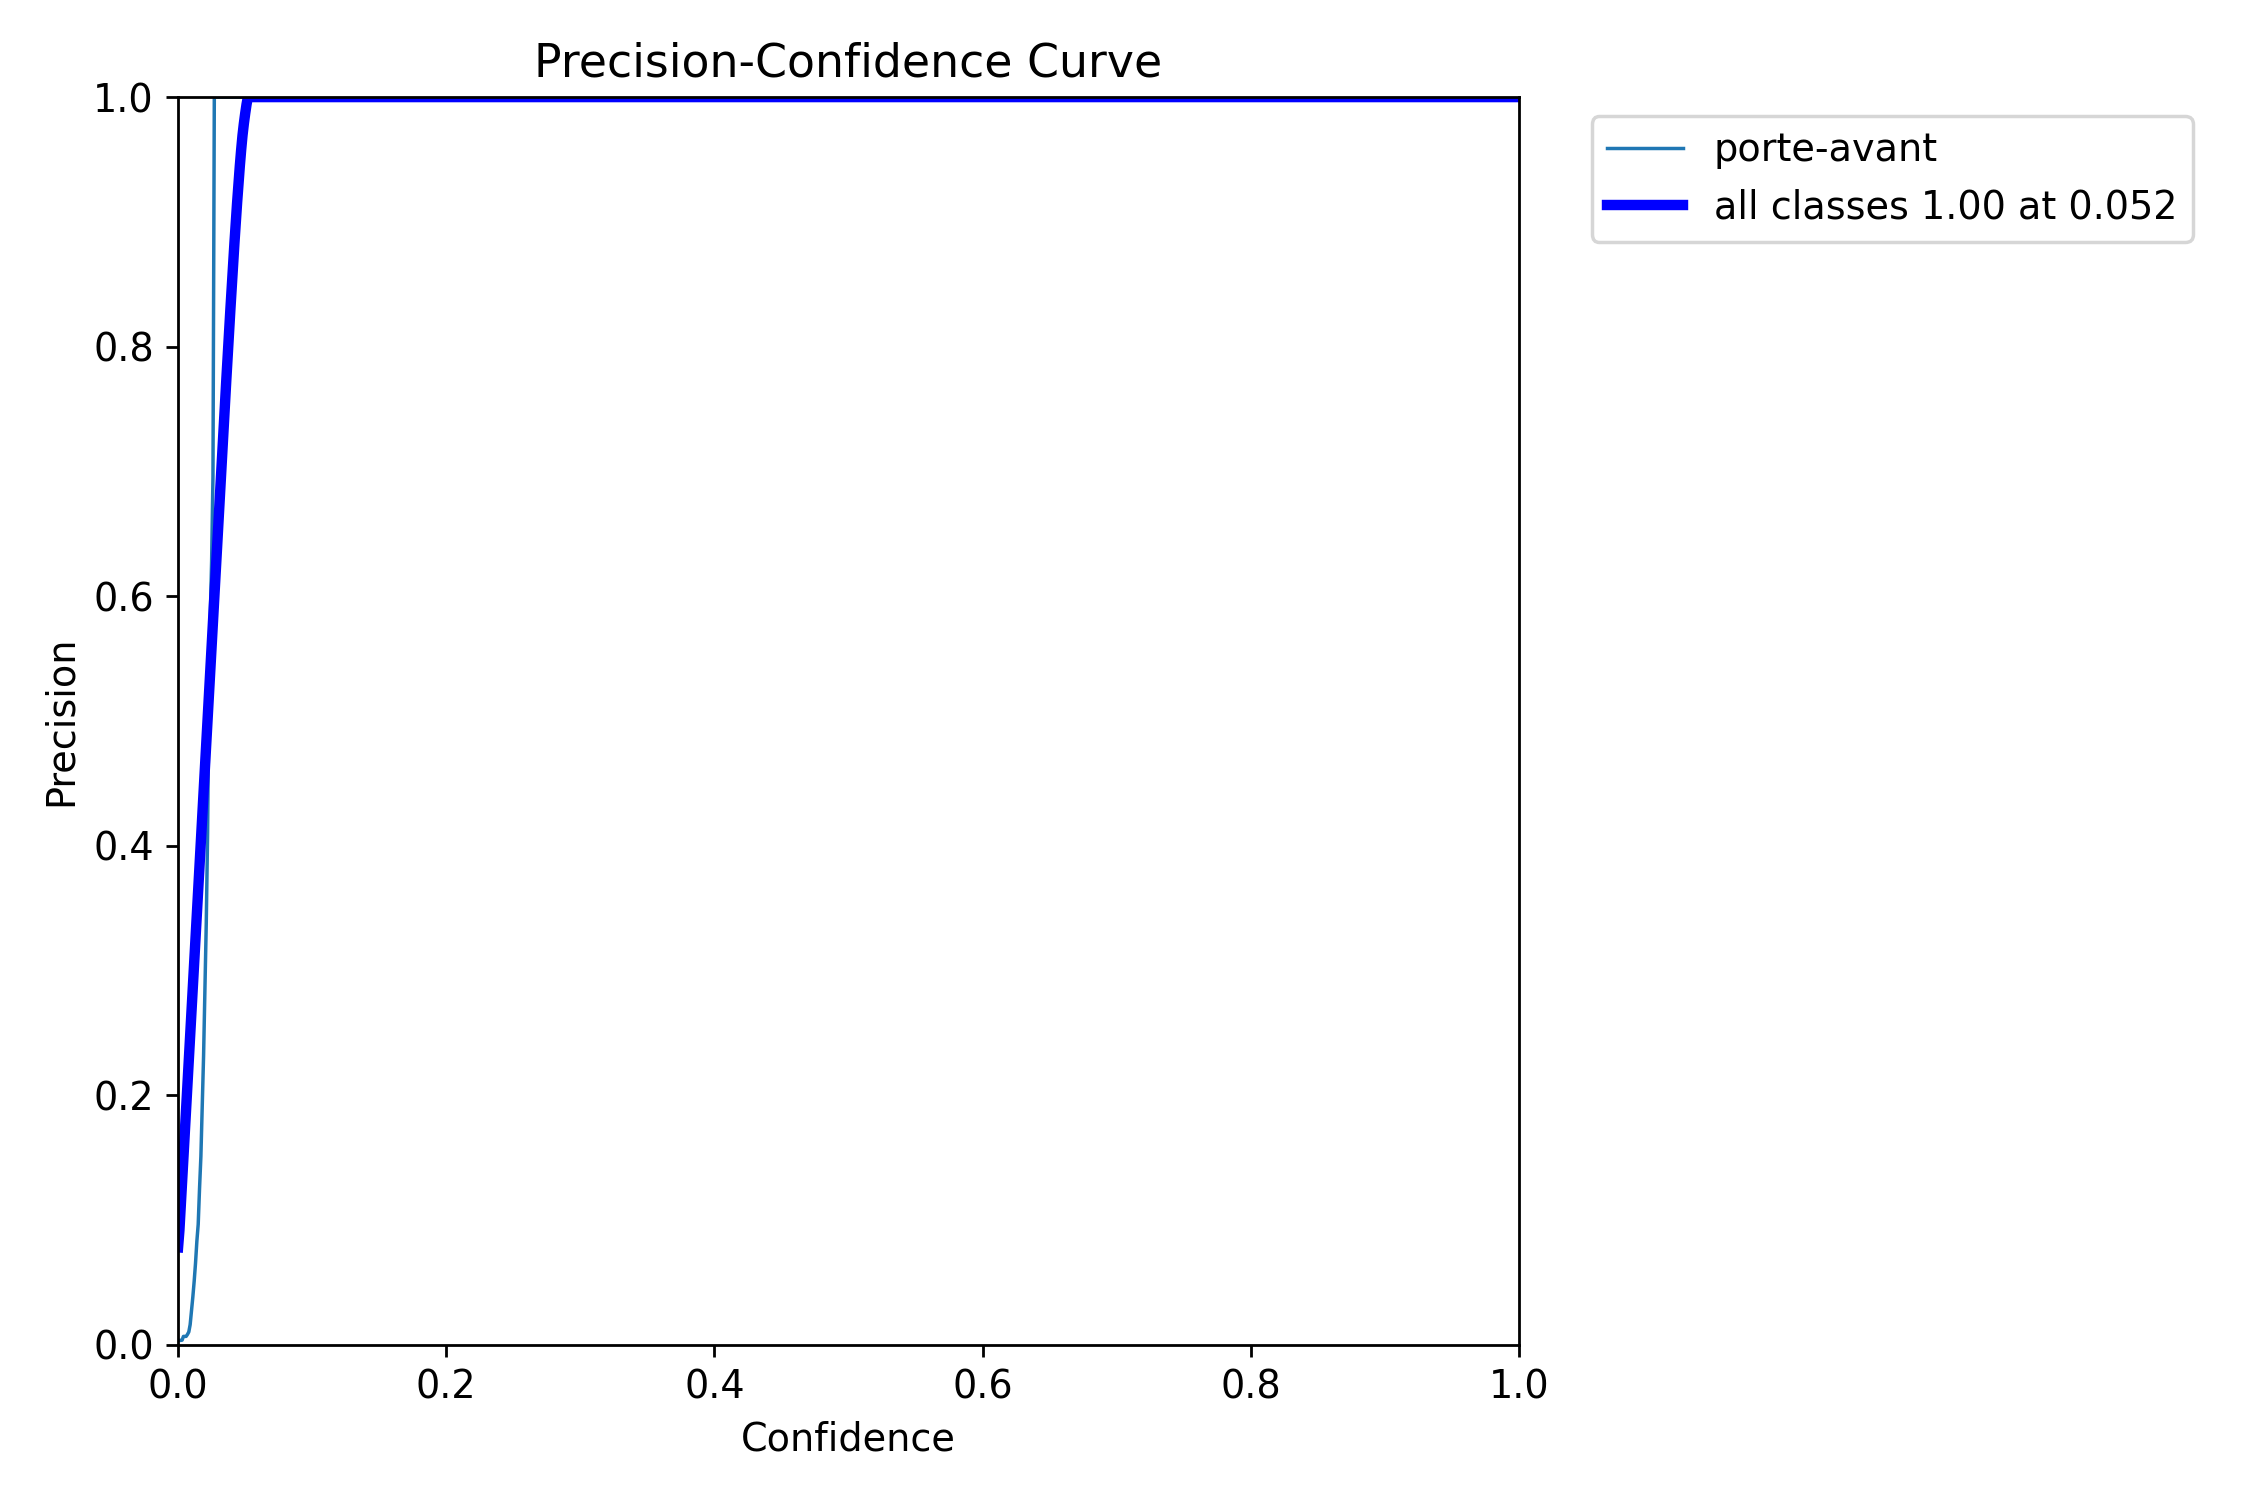 Precision-Confidence Curve
1.0
0.8
0.6
0.4
0.2
0.0
Precision
0.0 0.2 0.4 0.6 0.8 1.0
Confidence
porte-avant
all classes 1.00 at 0.052